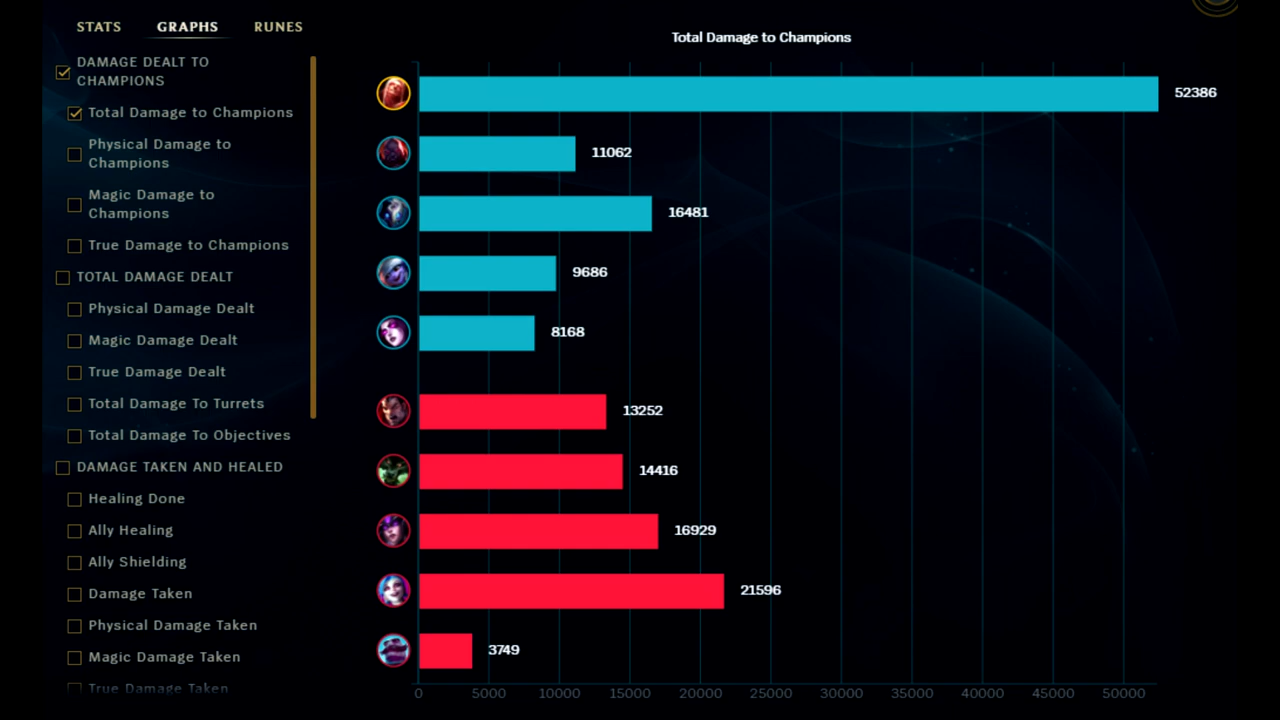 STATS GRAPHS RUNES
DAMAGE DEALT TO
CHAMPIONS
Total Damage to Champions
Physical Damage to
Champions
Magic Damage to
Champions
True Damage to Champions
TOTAL DAMAGE DEALT
Physical Damage Dealt
Magic Damage Dealt
True Damage Dealt
Total Damage To Turrets
Total Damage To Objectives
DAMAGE TAKEN AND HEALED
Healing Done
Ally Healing
Ally Shielding
Damage Taken
Physical Damage Taken
Magic Damage Taken
True Damage Taken
Total Damage to Champions
52386
11062
16481
9686
8168
13252
14416
16929
21596
3749
0 5000 10000 15000 20000 25000 30000 35000 40000 45000 50000